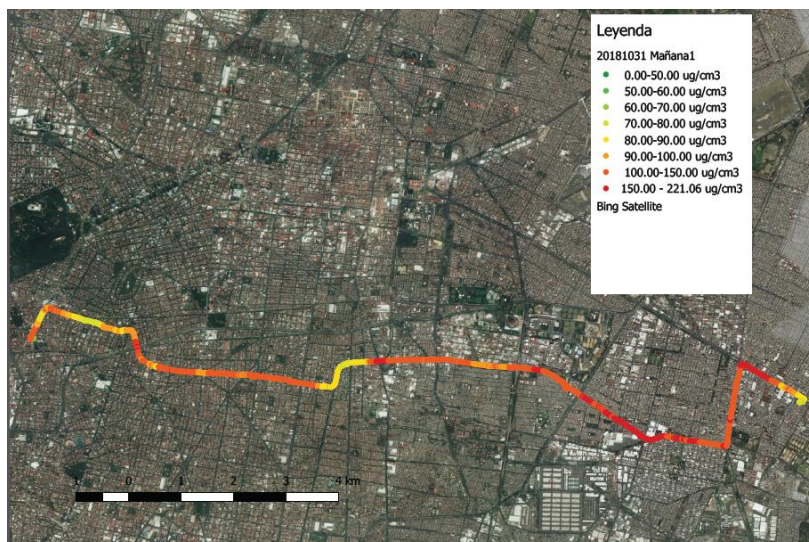 Leyenda
20181031 Mañana1
0.00-50.00 ug/cm3
50.00-60.00 ug/cm3
60.00-70.00 ug/cm3
70.00-80.00 ug/cm3
80.00-90.00 ug/cm3
90.00-100.00 ug/cm3
100.00-150.00 ug/cm3
150.00 - 221.06 ug/cm3
Bing Satellite
1 0 1 2 3 4 km